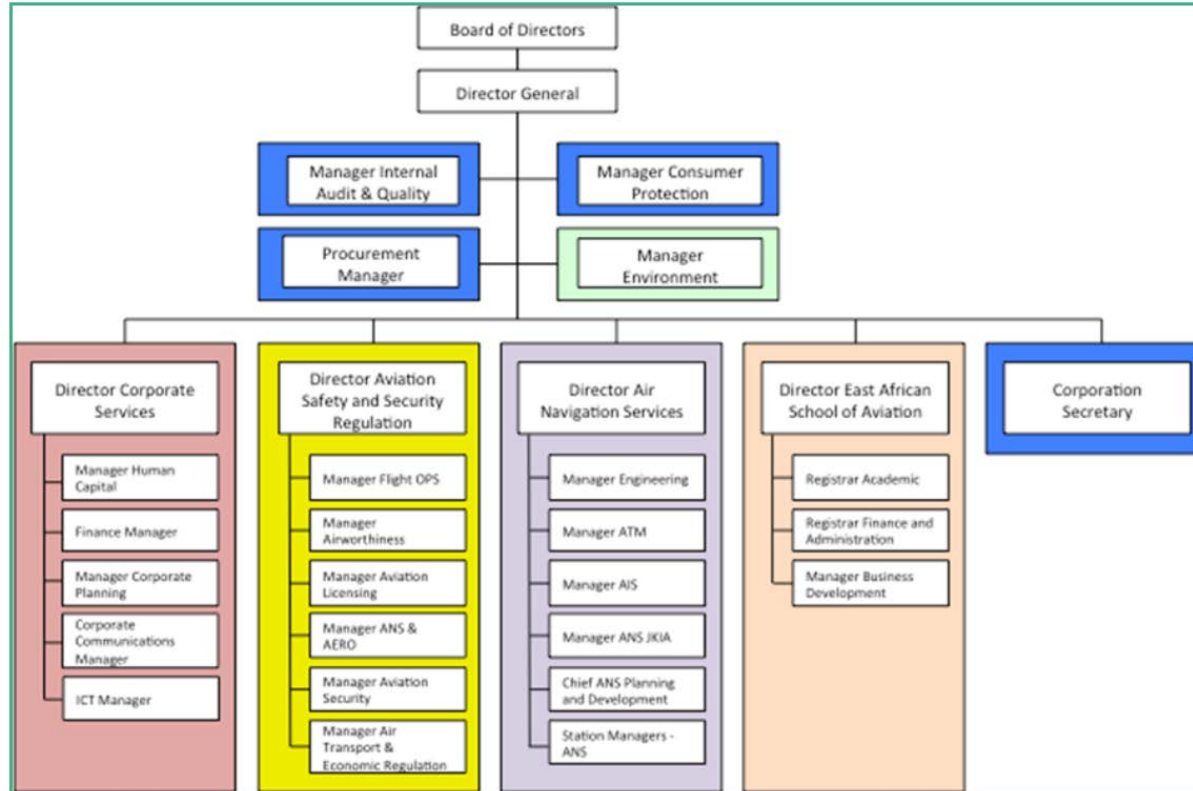 Board of Directors
Director General
Manager Internal
Audit & Quality
Manager Consumer
Protection
Procurement
Manager
Manager
Environment
Director Corporate
Services
Manager Human
Capital
Finance Manager
Manager Corporate
Planning
Corporate
Communications
Manager
ICT Manager
Director Aviation
Safety and Security
Regulation
Manager Flight OPS
Manager
Airworthiness
Manager Aviation
Licensing
Manager ANS &
AERO
Manager Aviation
Security
Manager Air
Transport &
Economic Regulation
Director Air
Navigation Services
Manager Engineering
Manager ATM
Manager AIS
Manager ANS JKIA
Chief ANS Planning
and Development
Station Managers -
ANS
Director East African
School of Aviation
Registrar Academic
Registrar Finance and
Administration
Manager Business
Development
Corporation
Secretary